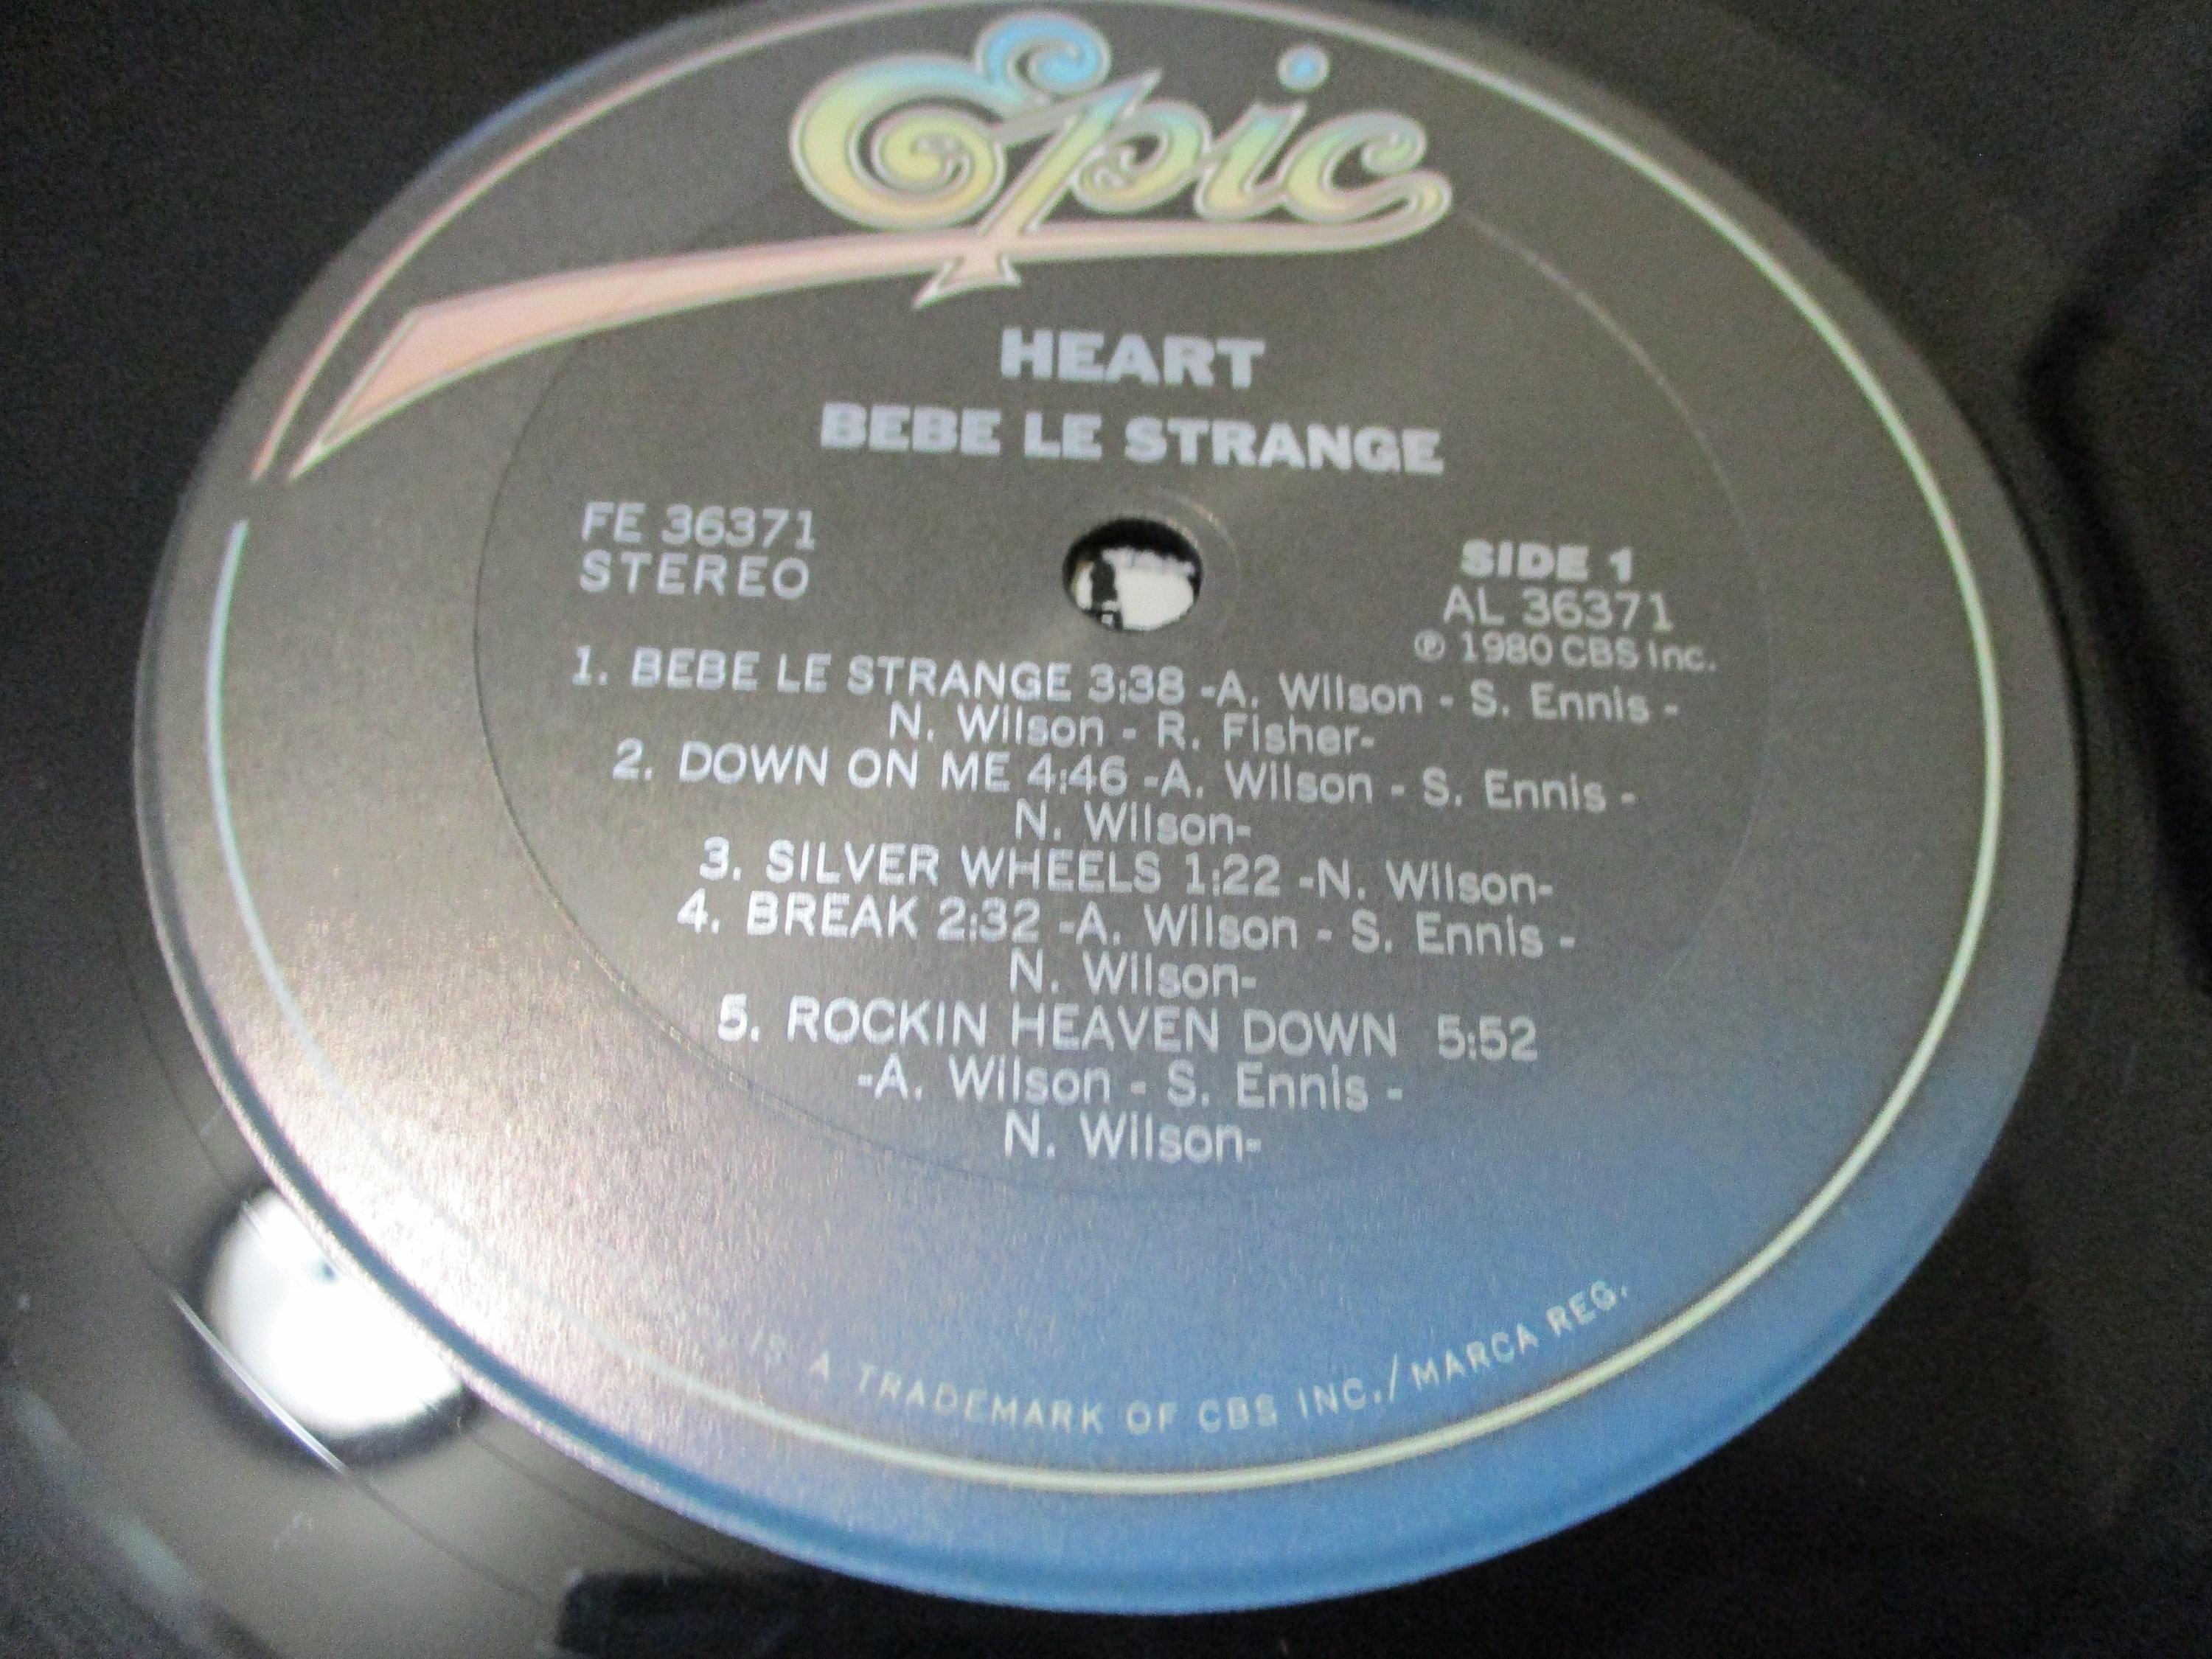 Epic
HEART
BEBE LE STRANGE
FE 36371
STEREO
SIDE 1
AL 36371
℗ 1980 CBS Inc.
1. BEBE LE STRANGE 3:38 -A. Wilson - S. Ennis -
N. Wilson - R. Fisher-
2. DOWN ON ME 4:46 -A. Wilson - S. Ennis -
N. Wilson-
3. SILVER WHEELS 1:22 -N. Wilson-
4. BREAK 2:32 -A. Wilson - S. Ennis -
N. Wilson-
5. ROCKIN HEAVEN DOWN 5:52
-A. Wilson - S. Ennis -
N. Wilson-
IS A TRADEMARK OF CBS INC./MARCA REG.